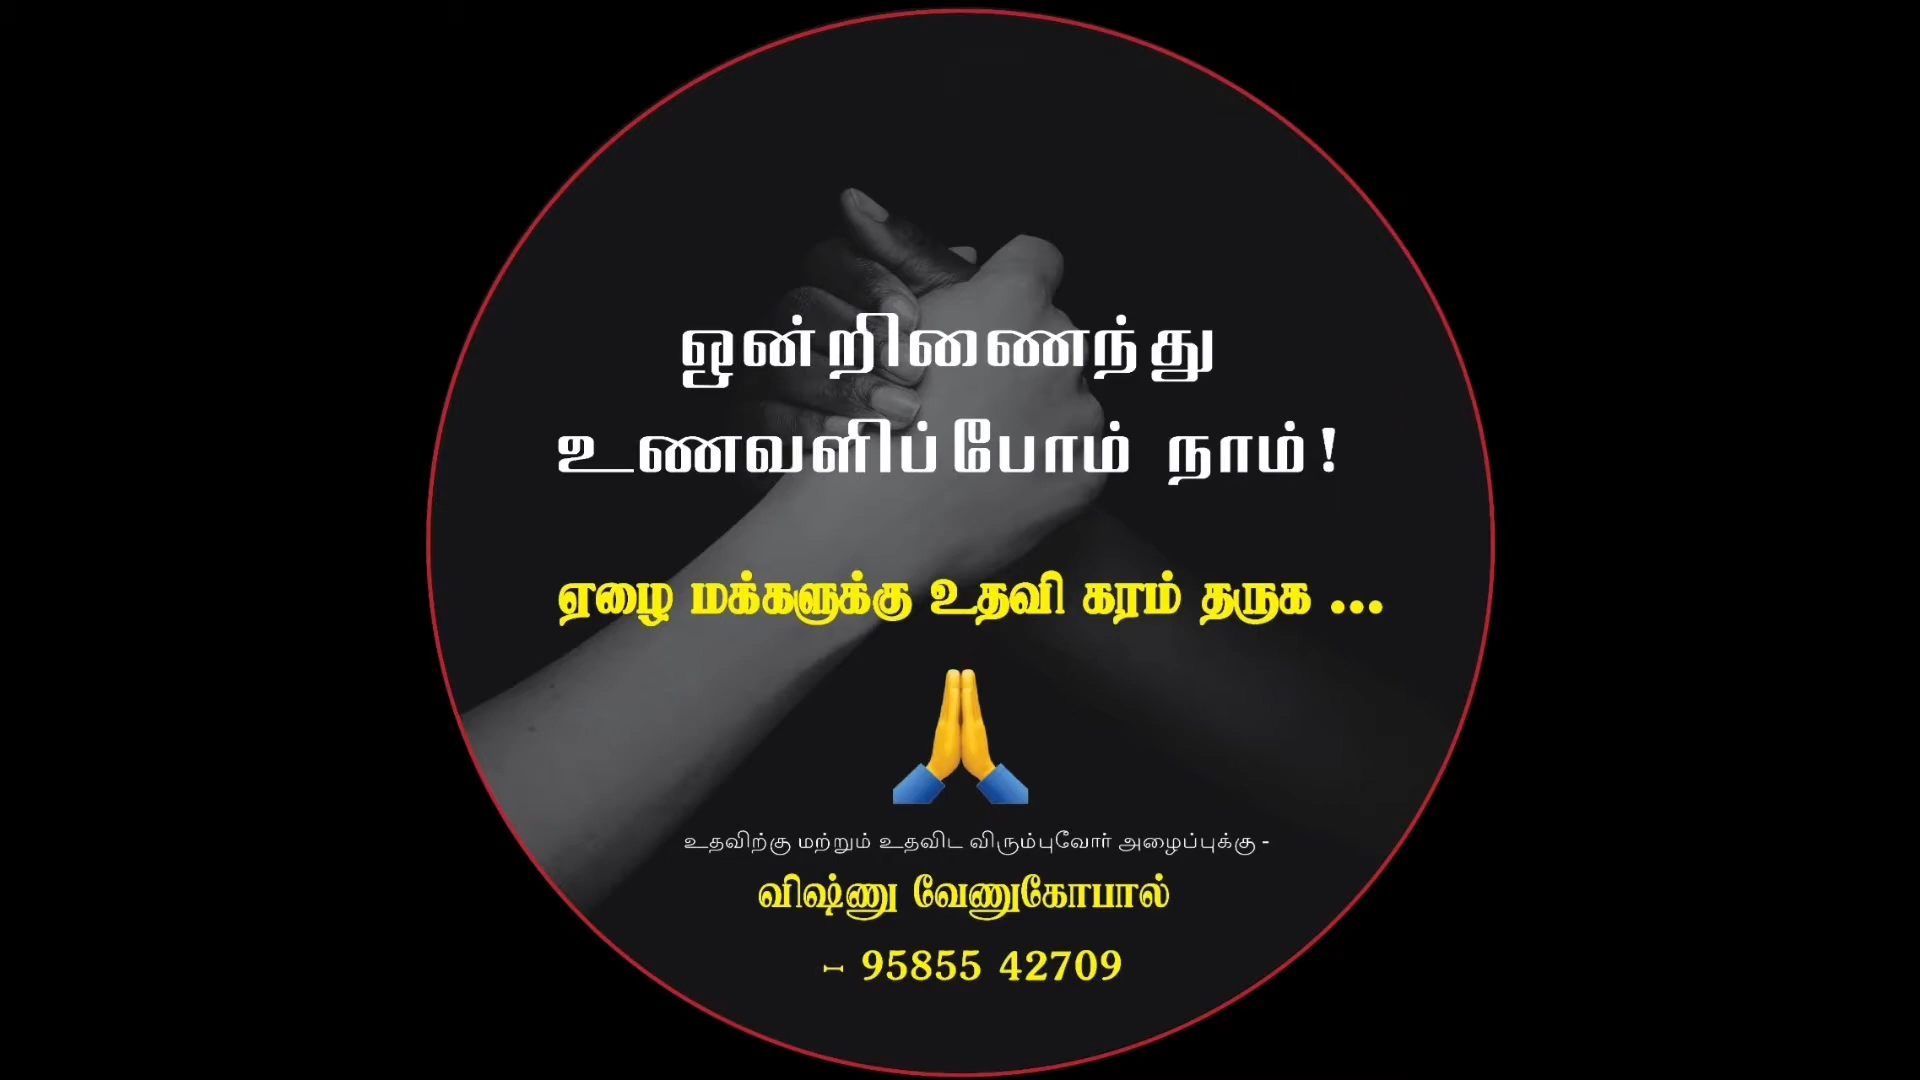 ஒன்றிணைந்து
உணவளிப்போம் நாம்!
ஏழை மக்களுக்கு உதவி கரம் தருக ...
உதவிற்கு மற்றும் உதவிட விரும்புவோர் அழைப்புக்கு -
விஷ்ணு வேணுகோபால்
- 95855 42709